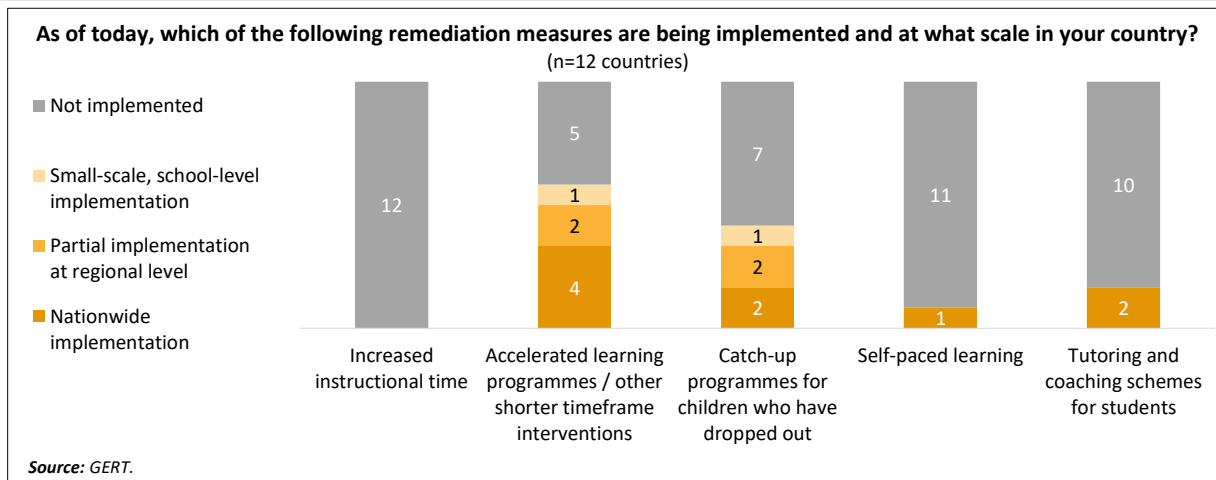 As of today, which of the following remediation measures are being implemented and at what scale in your country?
(n=12 countries)
Not implemented
Small-scale, school-level
implementation
Partial implementation
at regional level
Nationwide
implementation
12
5
1
2
4
7
1
2
2
11
1
10
2
Increased
instructional time
Accelerated learning
programmes / other
shorter timeframe
interventions
Catch-up
programmes for
children who have
dropped out
Self-paced learning
Tutoring and
coaching schemes
for students
Source: GERT.